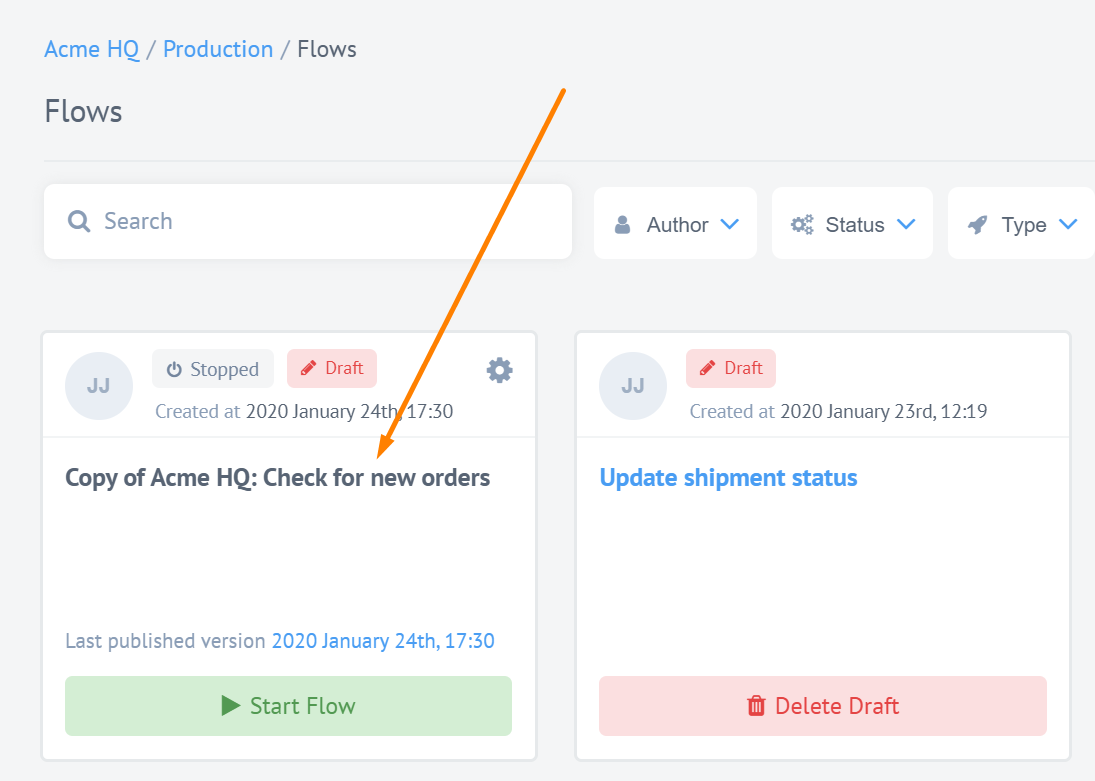 Acme HQ / Production / Flows
Flows
Search
Author
Status
Type
JJ
Stopped
Draft
Created at 2020 January 24th, 17:30
Copy of Acme HQ: Check for new orders
Last published version 2020 January 24th, 17:30
Start Flow
JJ
Draft
Created at 2020 January 23rd, 12:19
Update shipment status
Delete Draft